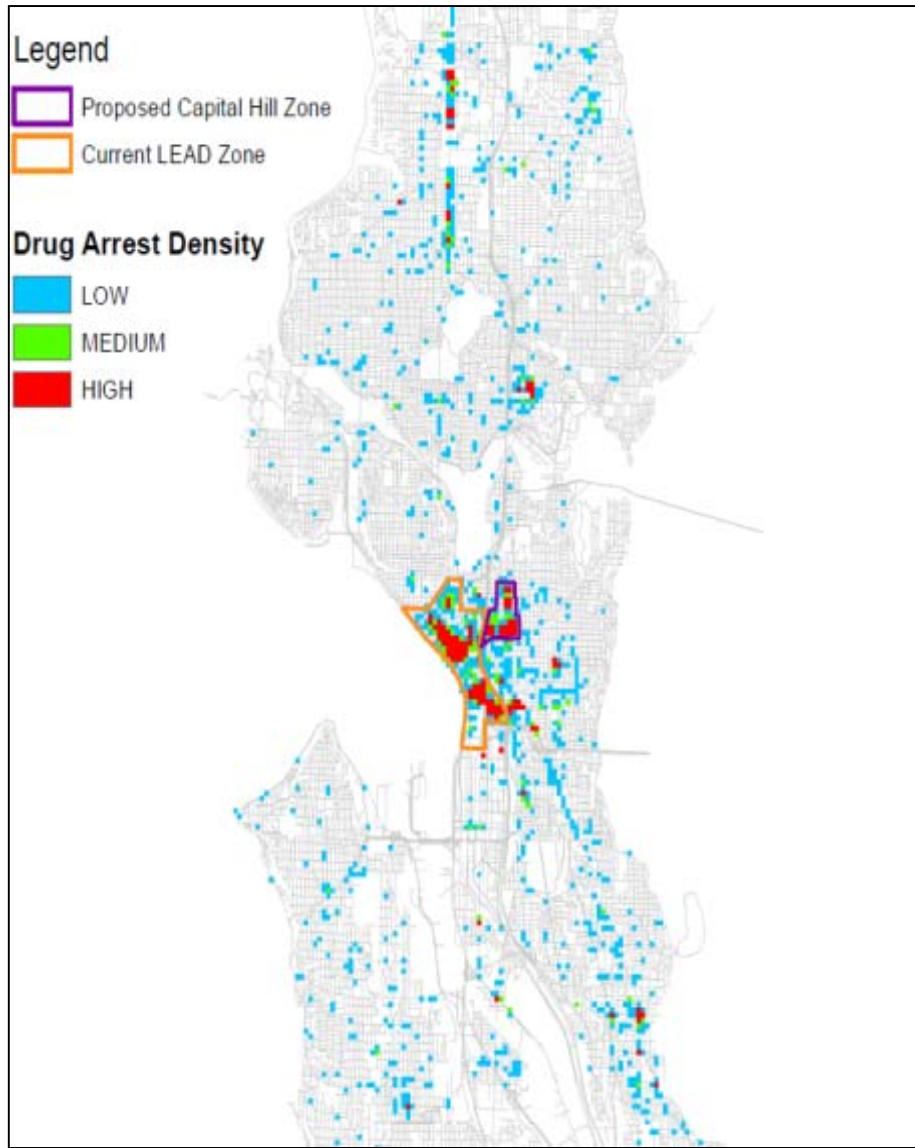 Legend
Proposed Capital Hill Zone
Current LEAD Zone
Drug Arrest Density
LOW
MEDIUM
HIGH